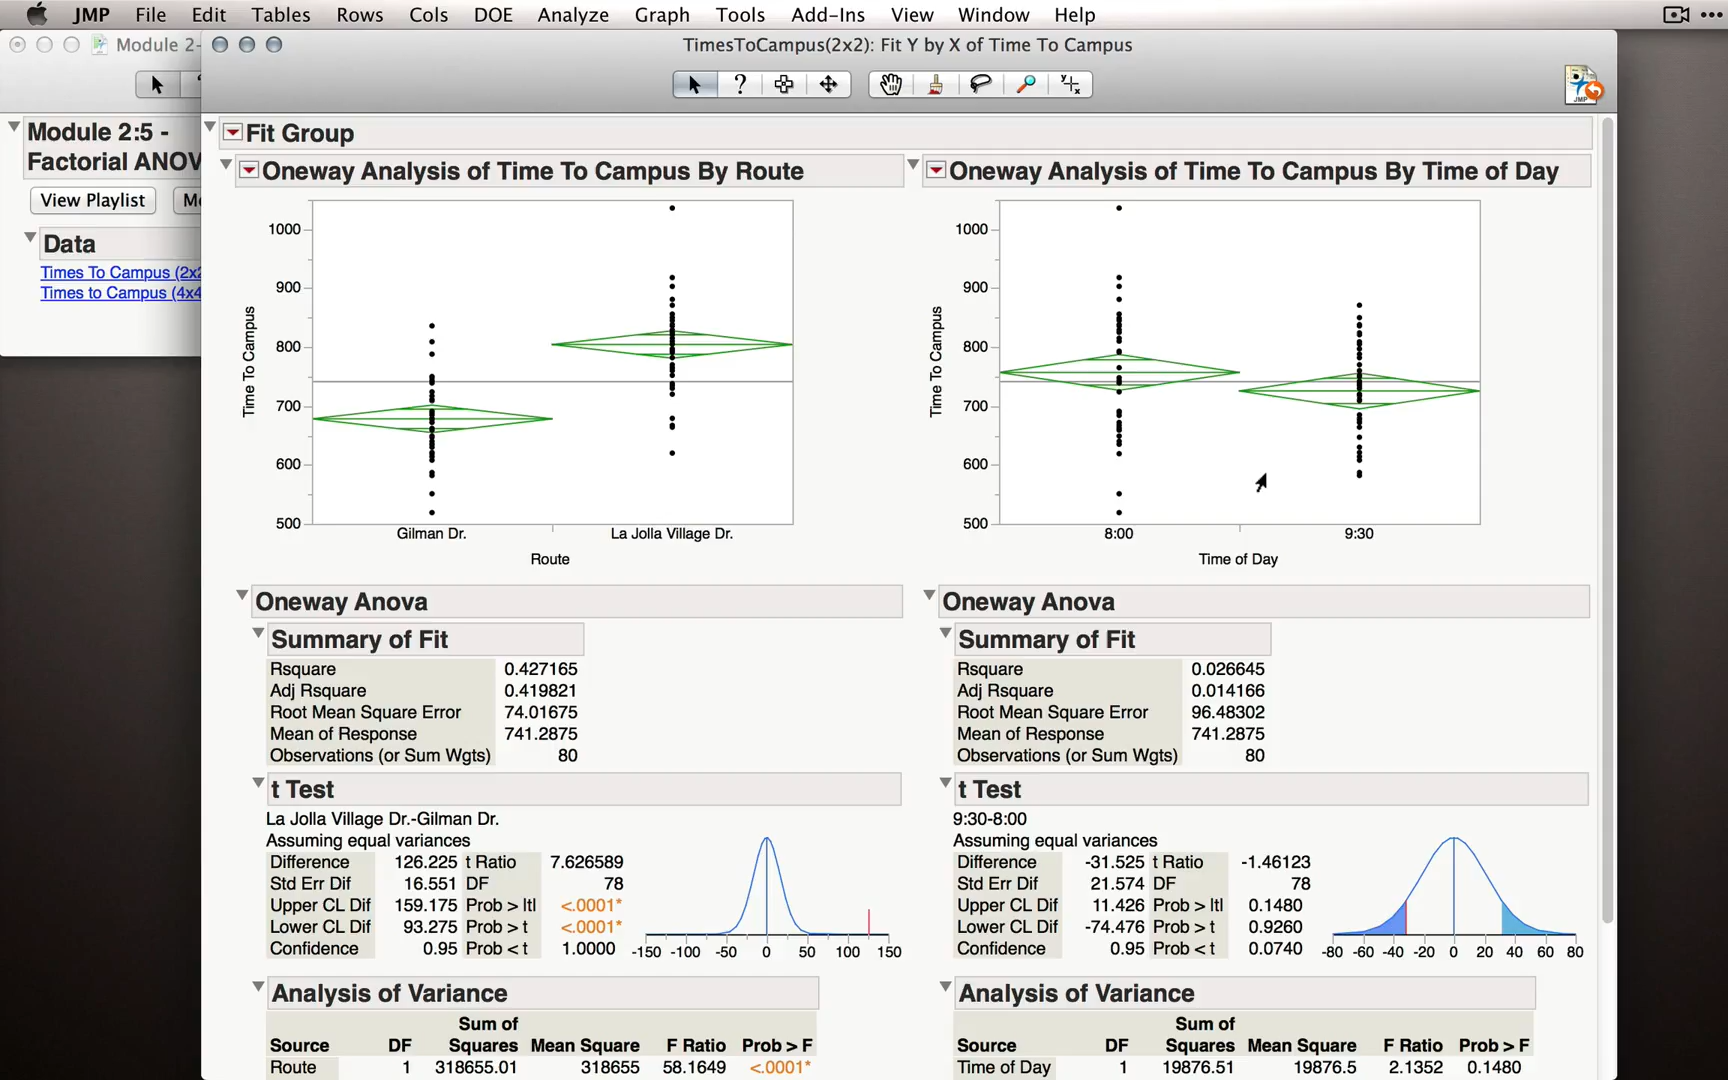 JMP File Edit Tables Rows Cols DOE Analyze Graph Tools Add-Ins View Window Help
Module 2-
TimesToCampus(2x2): Fit Y by X of Time To Campus
Module 2:5 -
Factorial ANOV
View Playlist
Data
Times To Campus (2x2
Times to Campus (4x4
JMP
Fit Group
Oneway Analysis of Time To Campus By Route
1000
900
800
700
600
500
Time To Campus
Gilman Dr. La Jolla Village Dr.
Route
Oneway Anova
Summary of Fit
Rsquare 0.427165
Adj Rsquare 0.419821
Root Mean Square Error 74.01675
Mean of Response 741.2875
Observations (or Sum Wgts) 80
t Test
La Jolla Village Dr.-Gilman Dr.
Assuming equal variances
Difference 126.225 t Ratio 7.626589
Std Err Dif 16.551 DF 78
Upper CL Dif 159.175 Prob > |t| <.0001*
Lower CL Dif 93.275 Prob > t <.0001*
Confidence 0.95 Prob < t 1.0000
-150 -100 -50 0 50 100 150
Analysis of Variance
Source DF Sum of Squares Mean Square F Ratio Prob > F
Route 1 318655.01 318655 58.1649 <.0001*
Oneway Analysis of Time To Campus By Time of Day
1000
900
800
700
600
500
Time To Campus
8:00 9:30
Time of Day
Oneway Anova
Summary of Fit
Rsquare 0.026645
Adj Rsquare 0.014166
Root Mean Square Error 96.48302
Mean of Response 741.2875
Observations (or Sum Wgts) 80
t Test
9:30-8:00
Assuming equal variances
Difference -31.525 t Ratio -1.46123
Std Err Dif 21.574 DF 78
Upper CL Dif 11.426 Prob > |t| 0.1480
Lower CL Dif -74.476 Prob > t 0.9260
Confidence 0.95 Prob < t 0.0740
-80 -60 -40 -20 0 20 40 60 80
Analysis of Variance
Source DF Sum of Squares Mean Square F Ratio Prob > F
Time of Day 1 19876.51 19876.5 2.1352 0.1480